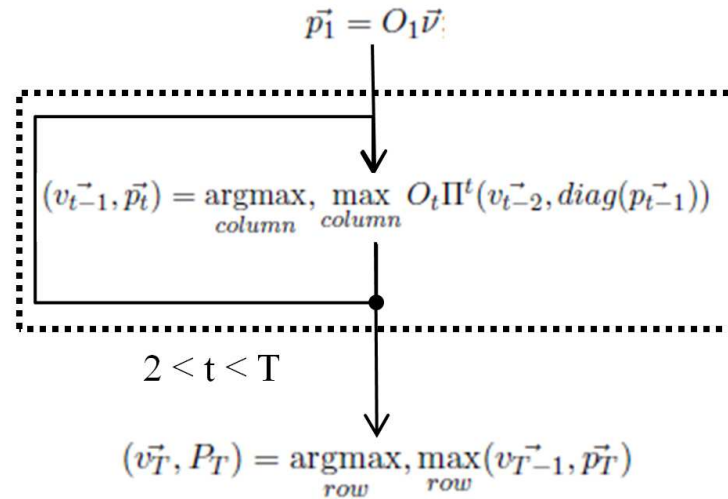 $\vec{p_1} = O_1\vec{\nu}$
$(\vec{v_{t-1}}, \vec{p_t}) = \underset{column}{\mathrm{argmax}}, \underset{column}{\max} O_t\Pi^t(\vec{v_{t-2}}, diag(\vec{p_{t-1}}))$
2 < t < T
$(\vec{v_T}, P_T) = \underset{row}{\mathrm{argmax}}, \underset{row}{\max}(\vec{v_{T-1}}, \vec{p_T})$